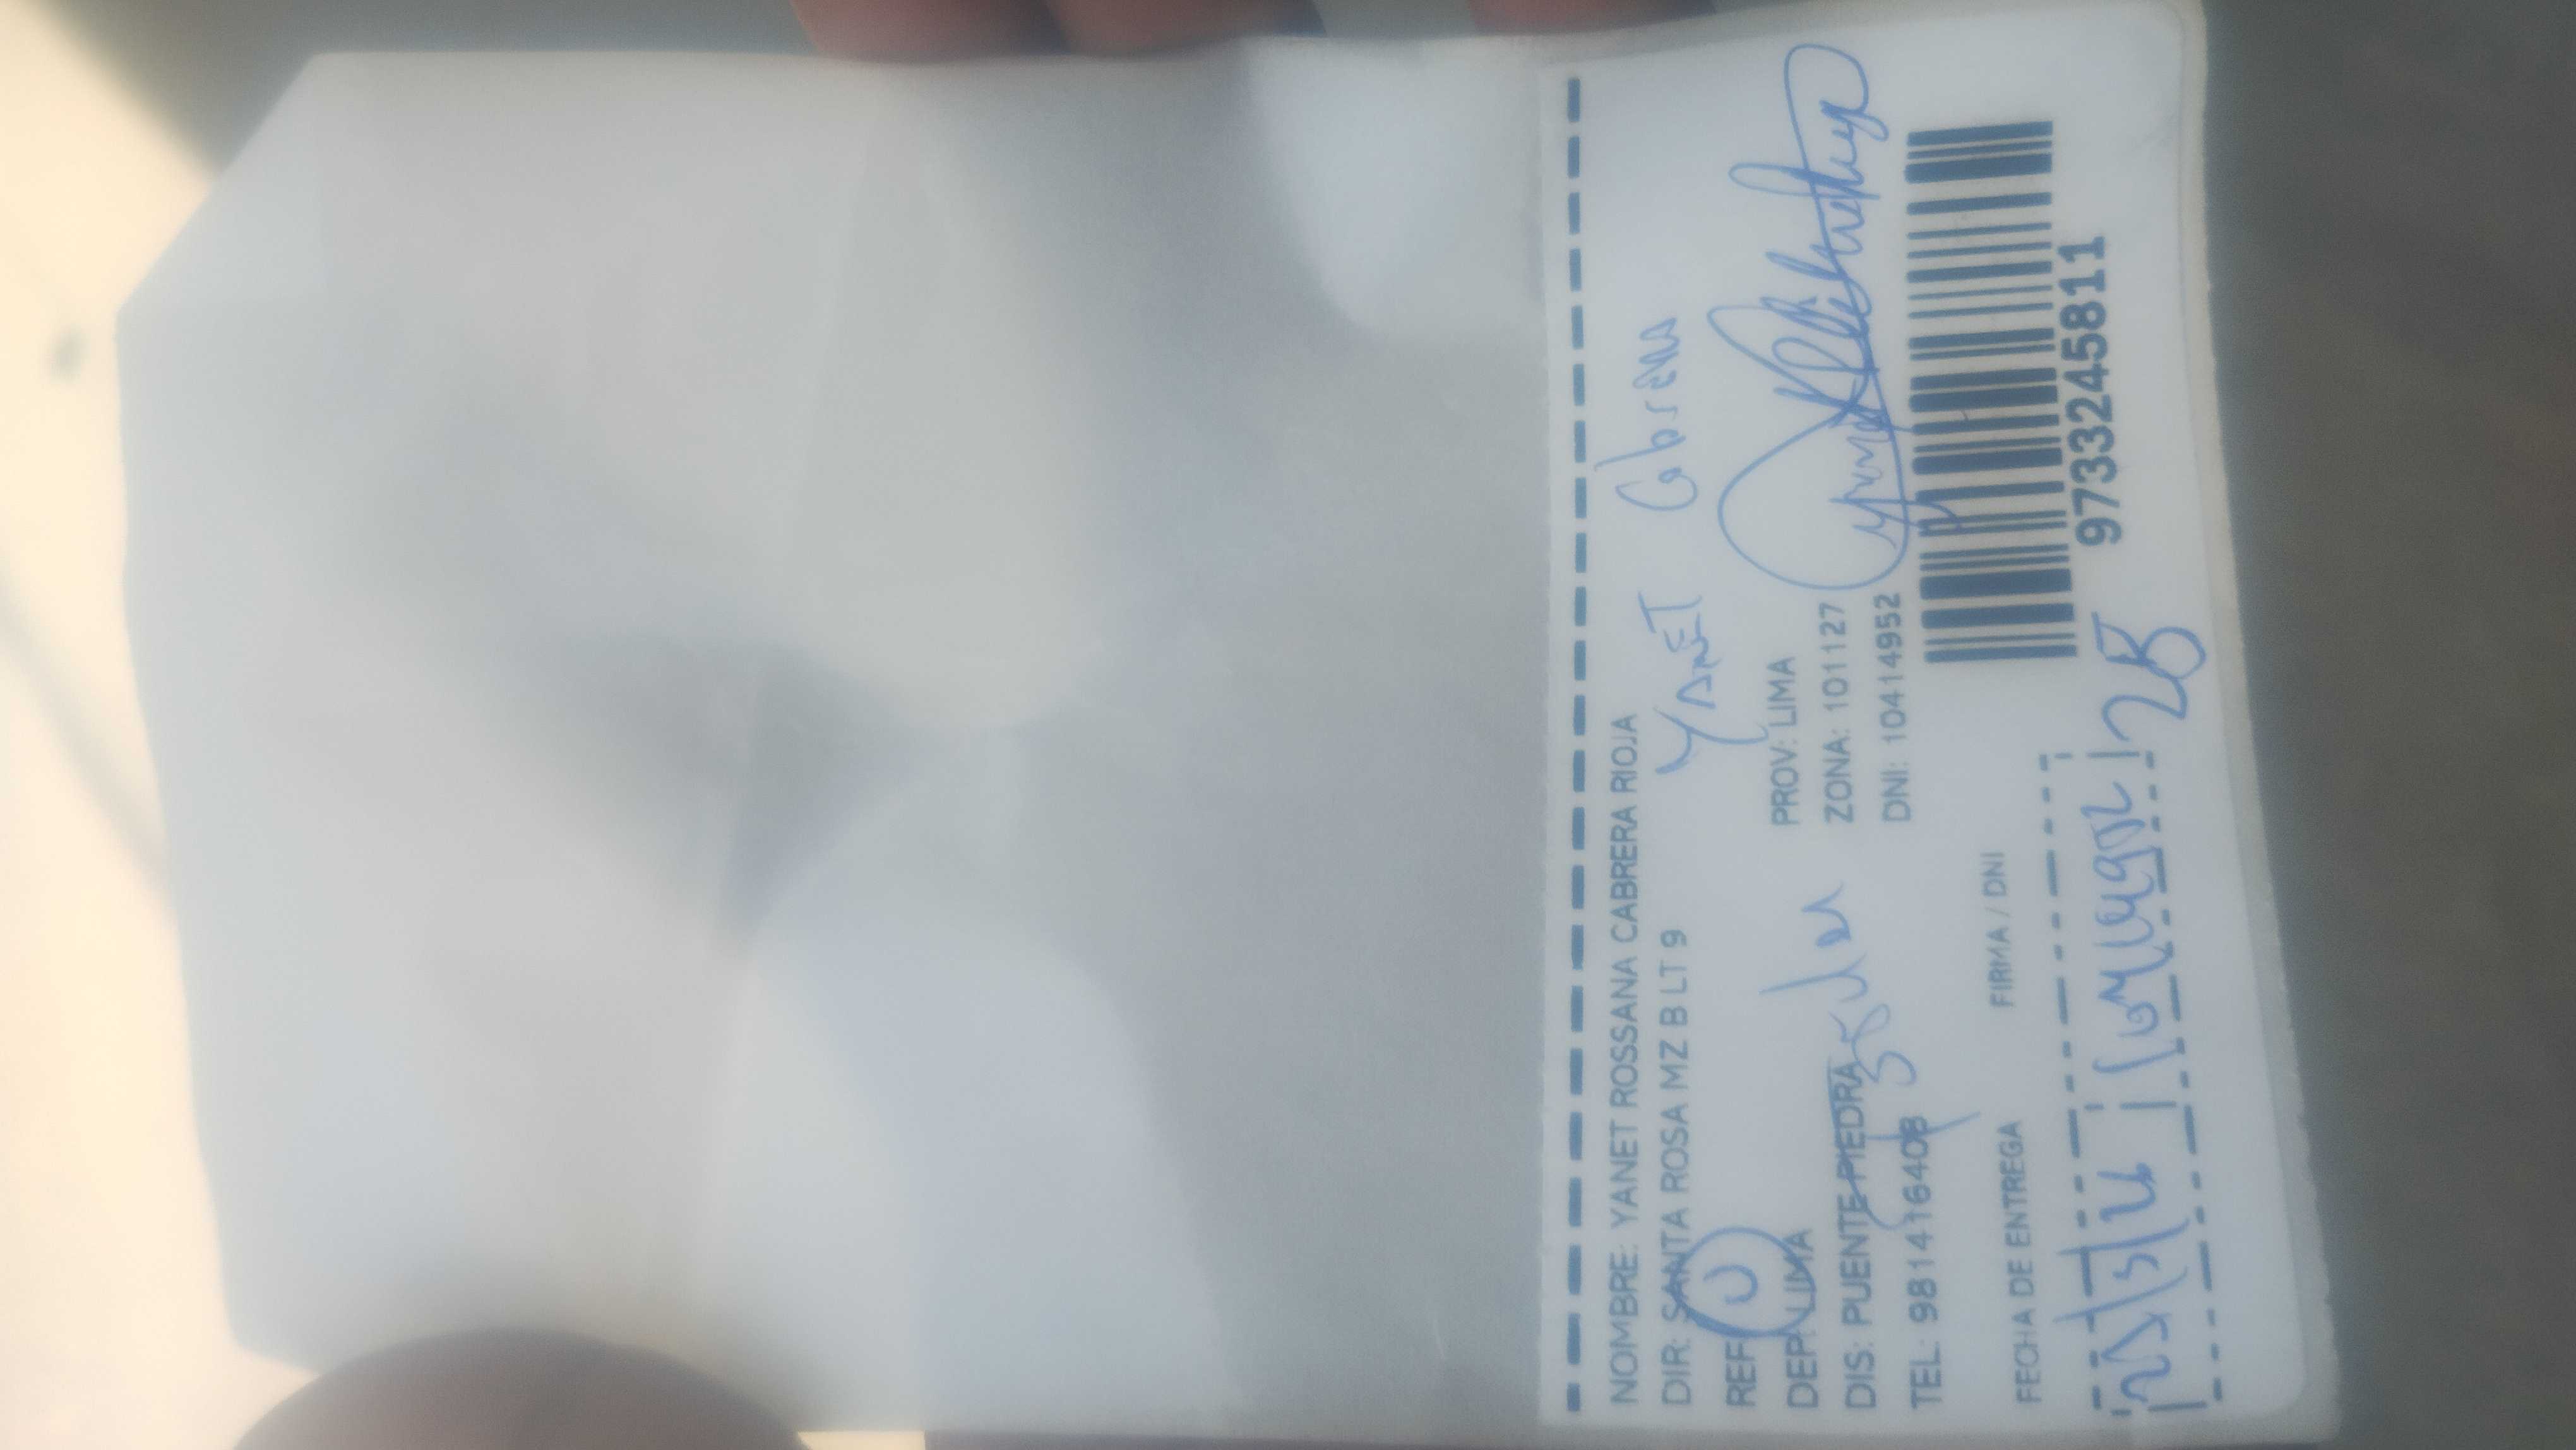 NOMBRE: YANET ROSSANA CABRERA RIOJA
DIR: SANTA ROSA MZ B LT 9
YANET Cabrera
REF
DEP: LIMA PROV: LIMA
DIS: PUENTE PIEDRA ZONA: 101127
TEL: 981416408 DNI: 10414952
FECHA DE ENTREGA FIRMA / DNI
9733245811
28